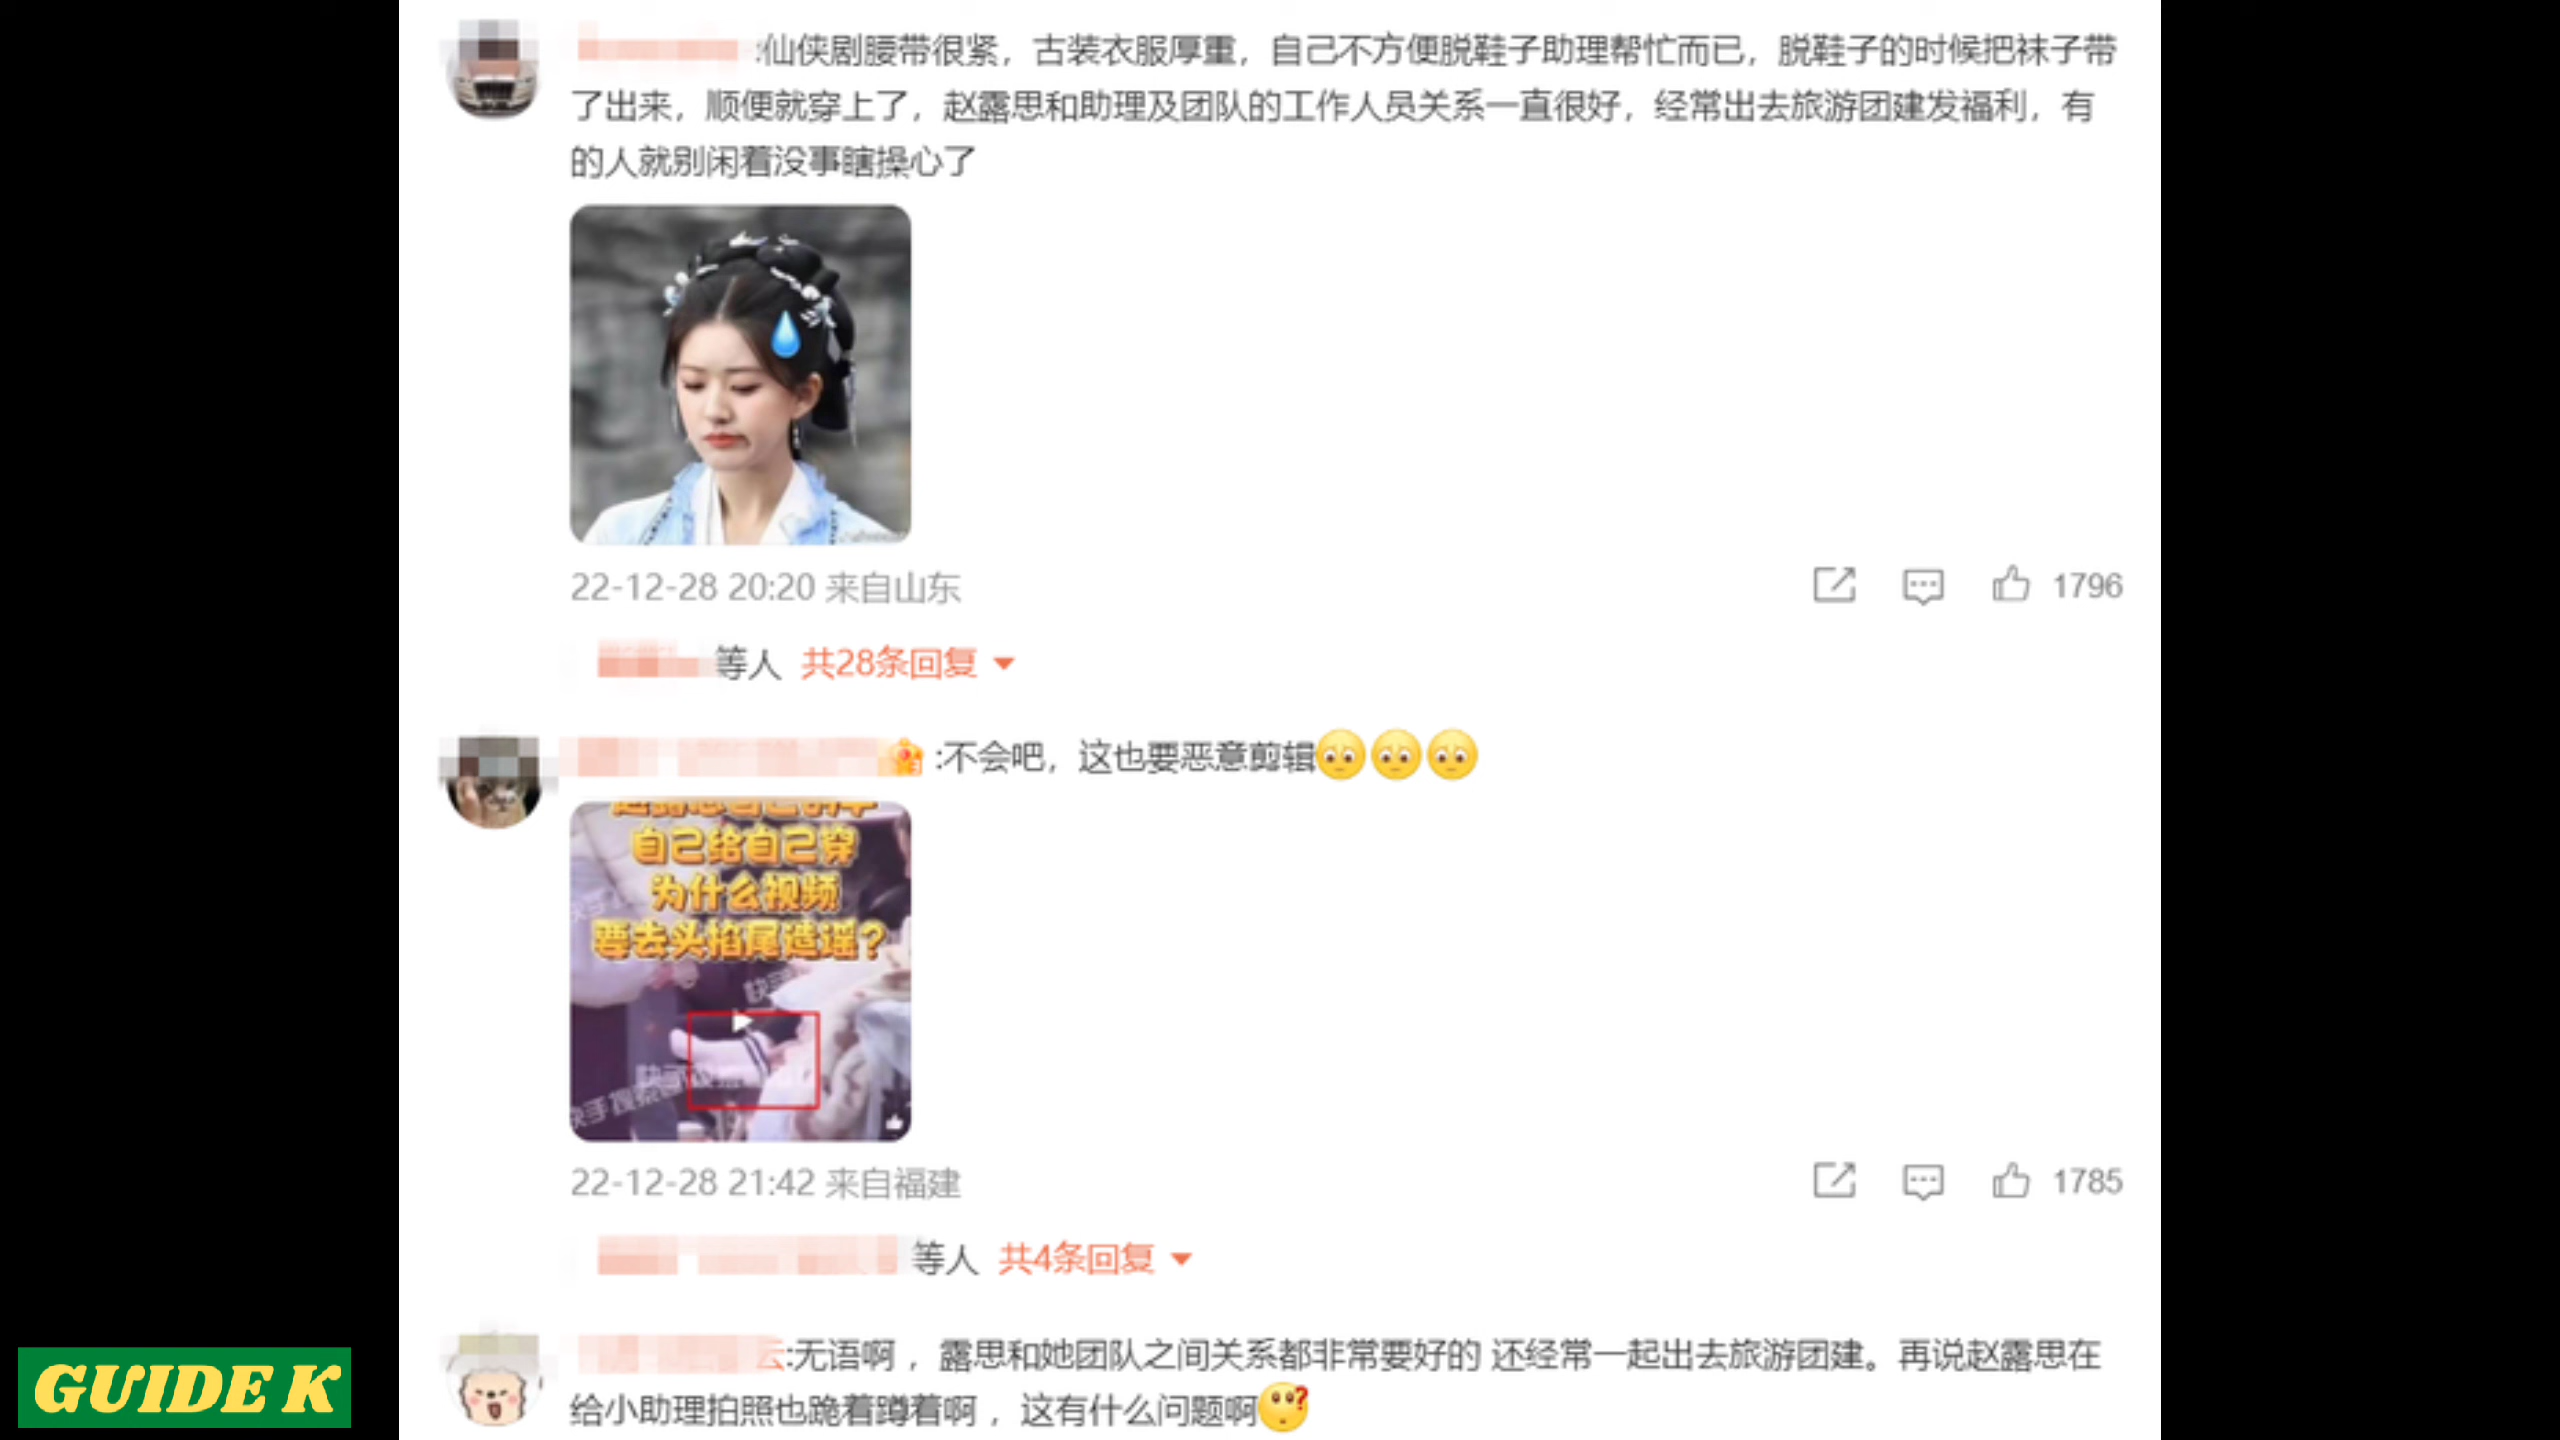 :仙侠剧腰带很紧，古装衣服厚重，自己不方便脱鞋子助理帮忙而已，脱鞋子的时候把袜子带
了出来，顺便就穿上了，赵露思和助理及团队的工作人员关系一直很好，经常出去旅游团建发福利，有
的人就别闲着没事瞎操心了
22-12-28 20:20 来自山东
1796
等人 共28条回复
:不会吧，这也要恶意剪辑
自己给自己穿
为什么视频
要去头掐尾造谣？
22-12-28 21:42 来自福建
1785
等人 共4条回复
:无语啊 ，露思和她团队之间关系都非常要好的 还经常一起出去旅游团建。再说赵露思在
给小助理拍照也跪着蹲着啊 ，这有什么问题啊
GUIDE K